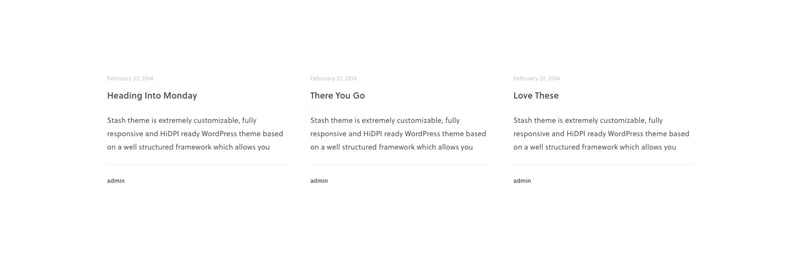 February 27, 2014
Heading Into Monday
Stash theme is extremely customizable, fully
responsive and HiDPI ready WordPress theme based
on a well structured framework which allows you
admin
February 27, 2014
There You Go
Stash theme is extremely customizable, fully
responsive and HiDPI ready WordPress theme based
on a well structured framework which allows you
admin
February 27, 2014
Love These
Stash theme is extremely customizable, fully
responsive and HiDPI ready WordPress theme based
on a well structured framework which allows you
admin